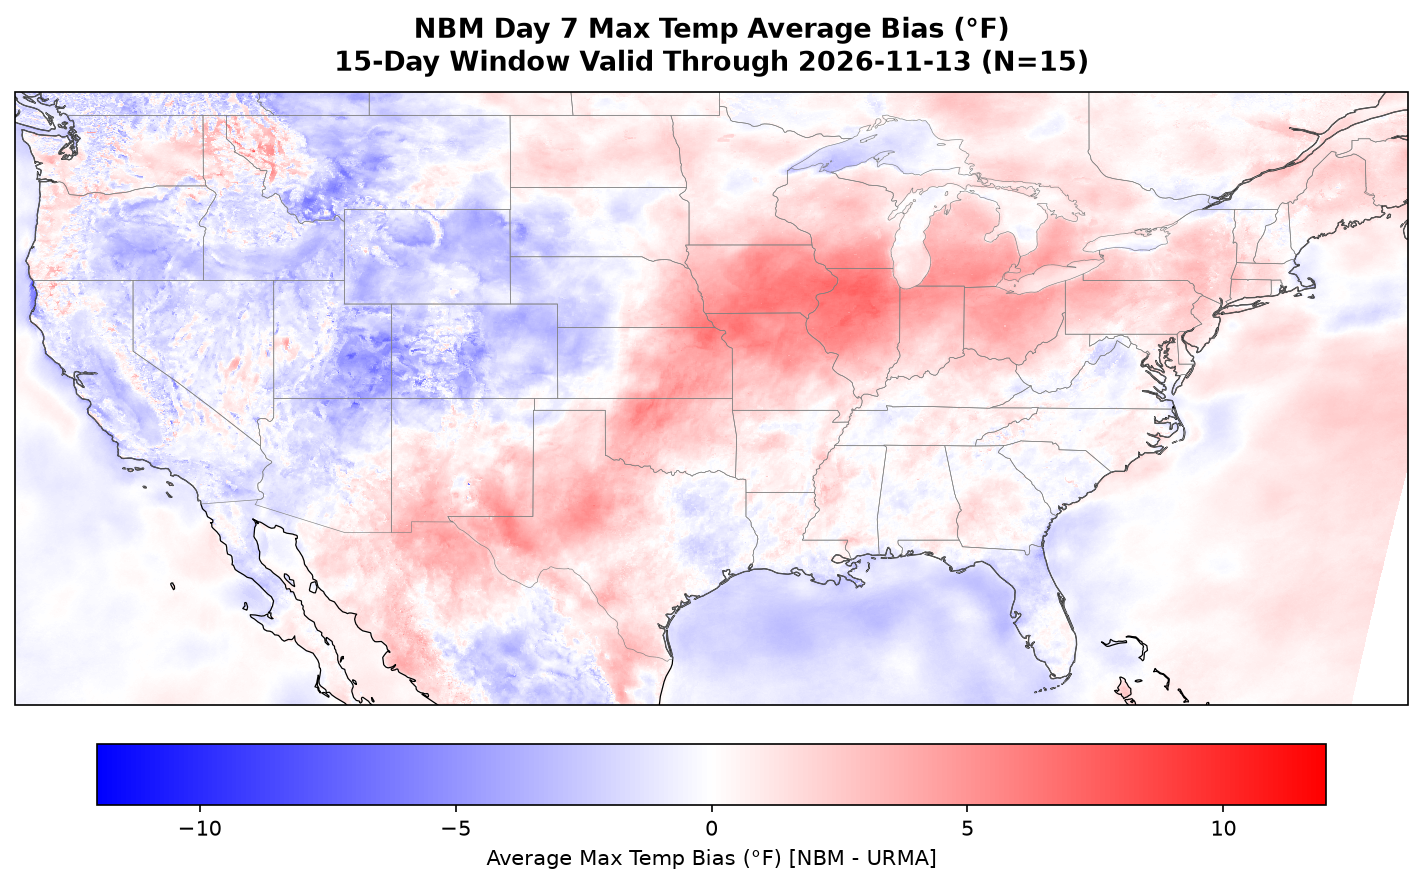 NBM Day 7 Max Temp Average Bias (°F)
15-Day Window Valid Through 2026-11-13 (N=15)
−10 −5 0 5 10
Average Max Temp Bias (°F) [NBM - URMA]